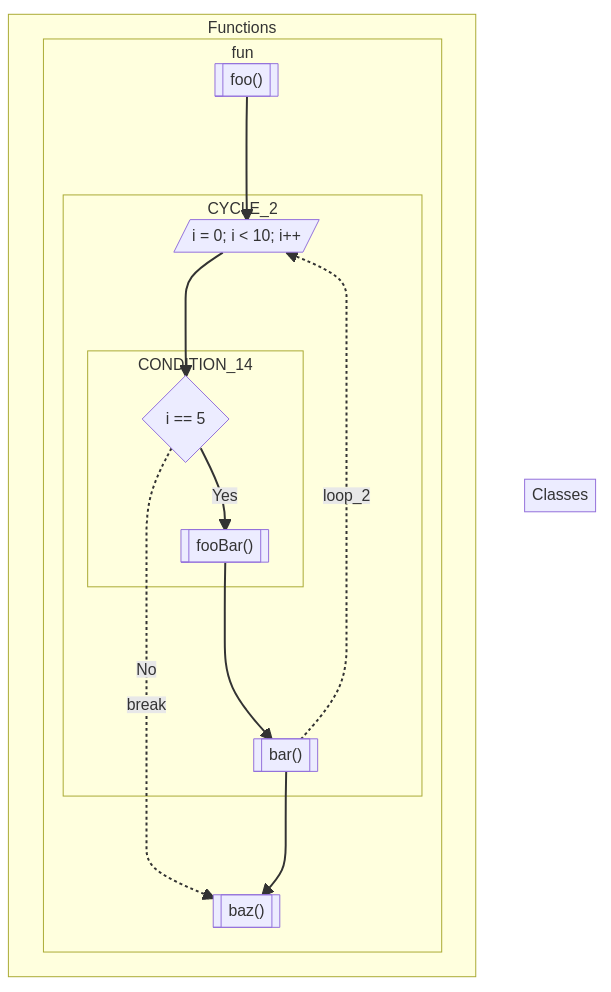 Functions
fun
foo()
CYCLE_2
i = 0; i < 10; i++
CONDITION_14
i == 5
Yes
loop_2
Classes
fooBar()
No
break
bar()
baz()